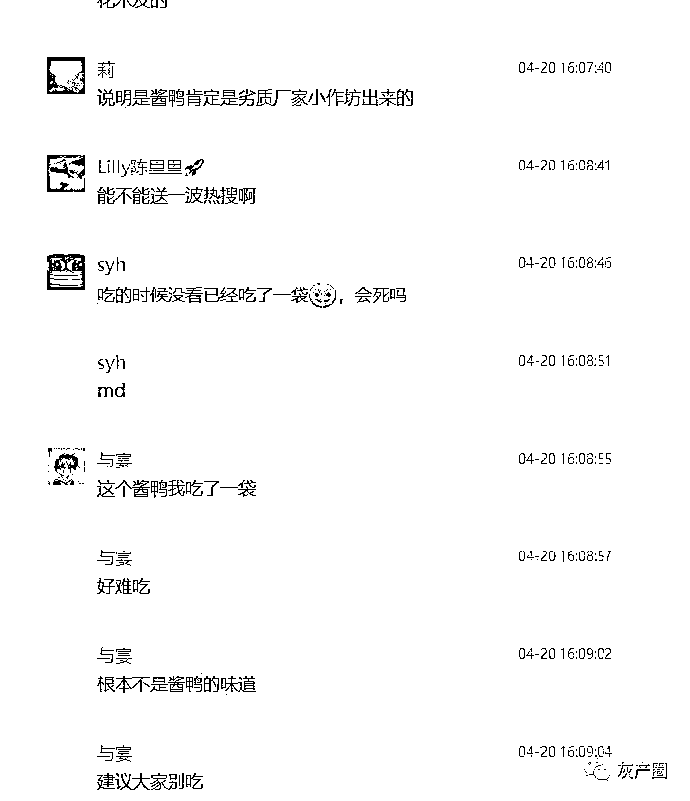 莉
04-20 16:07:40
说明是酱鸭肯定是劣质厂家小作坊出来的
Lilly陈里里🚀
04-20 16:08:41
能不能送一波热搜啊
syh
04-20 16:08:46
吃的时候没看已经吃了一袋，会死吗
syh
04-20 16:08:51
md
与宴
04-20 16:08:55
这个酱鸭我吃了一袋
与宴
04-20 16:08:57
好难吃
与宴
04-20 16:09:02
根本不是酱鸭的味道
与宴
04-20 16:09:04
建议大家别吃
灰产圈